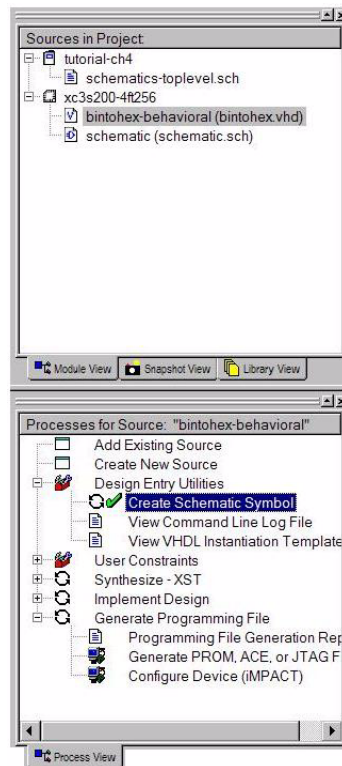 Sources in Project:
tutorial-ch4
schematics-toplevel.sch
xc3s200-4ft256
bintohex-behavioral (bintohex.vhd)
schematic (schematic.sch)
Module View
Snapshot View
Library View
Processes for Source: "bintohex-behavioral"
Add Existing Source
Create New Source
Design Entry Utilities
Create Schematic Symbol
View Command Line Log File
View VHDL Instantiation Template
User Constraints
Synthesize - XST
Implement Design
Generate Programming File
Programming File Generation Rep
Generate PROM, ACE, or JTAG F
Configure Device (iMPACT)
Process View